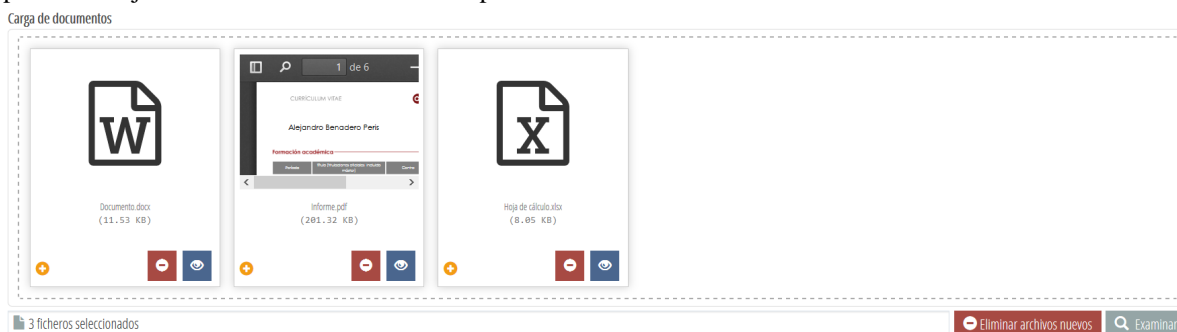 Carga de documentos
1 de 6
CURRICULUM VITAE
Alejandro Benadero Peris
Formación académica
W
X
Documento.docx
(11.53 KB)
informe.pdf
(201.32 KB)
Hoja de cálculo.xlsx
(8.05 KB)
3 ficheros seleccionados
Eliminar archivos nuevos
Examinar